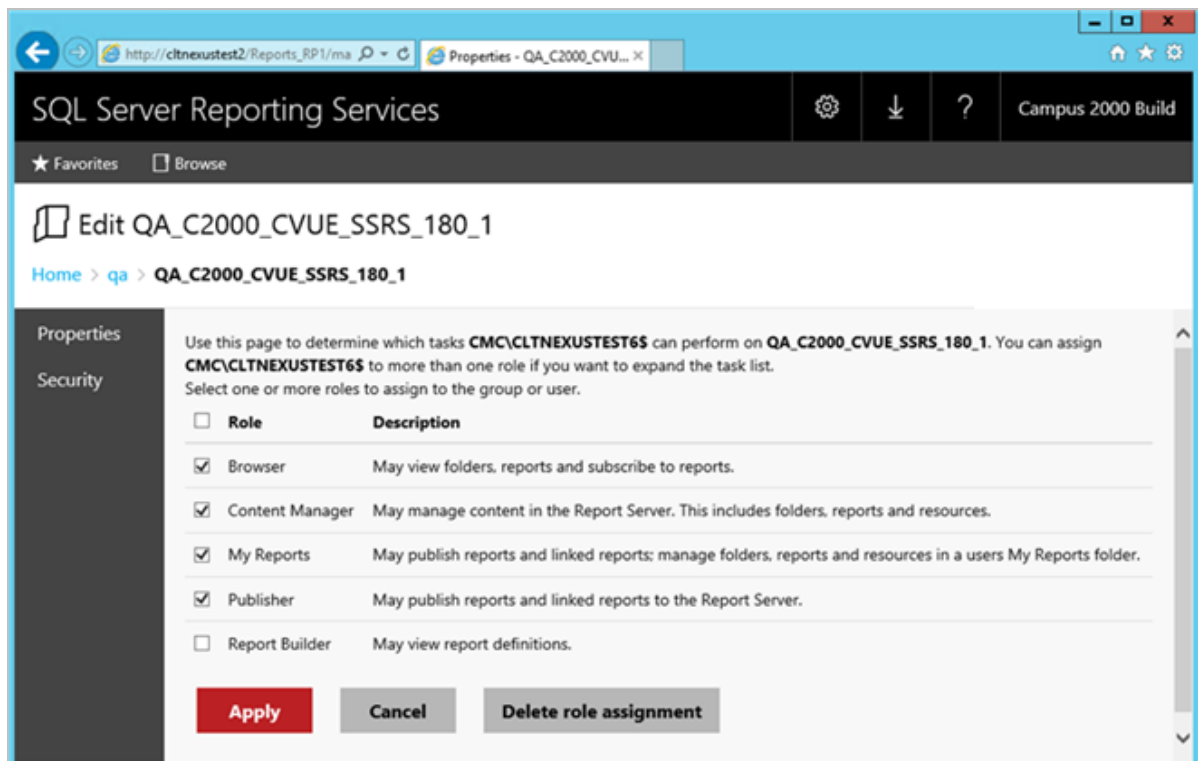 http://cltnexustest2/Reports_RP1/ma
Properties - QA_C2000_CVU...
SQL Server Reporting Services
?
Campus 2000 Build
Favorites
Browse
Edit QA_C2000_CVUE_SSRS_180_1
Home > qa > QA_C2000_CVUE_SSRS_180_1
Properties
Security
Use this page to determine which tasks CMC\CLTNEXUSTEST6$ can perform on QA_C2000_CVUE_SSRS_180_1. You can assign
CMC\CLTNEXUSTEST6$ to more than one role if you want to expand the task list.
Select one or more roles to assign to the group or user.
Role Description
Browser May view folders, reports and subscribe to reports.
Content Manager May manage content in the Report Server. This includes folders, reports and resources.
My Reports May publish reports and linked reports; manage folders, reports and resources in a users My Reports folder.
Publisher May publish reports and linked reports to the Report Server.
Report Builder May view report definitions.
Apply Cancel Delete role assignment